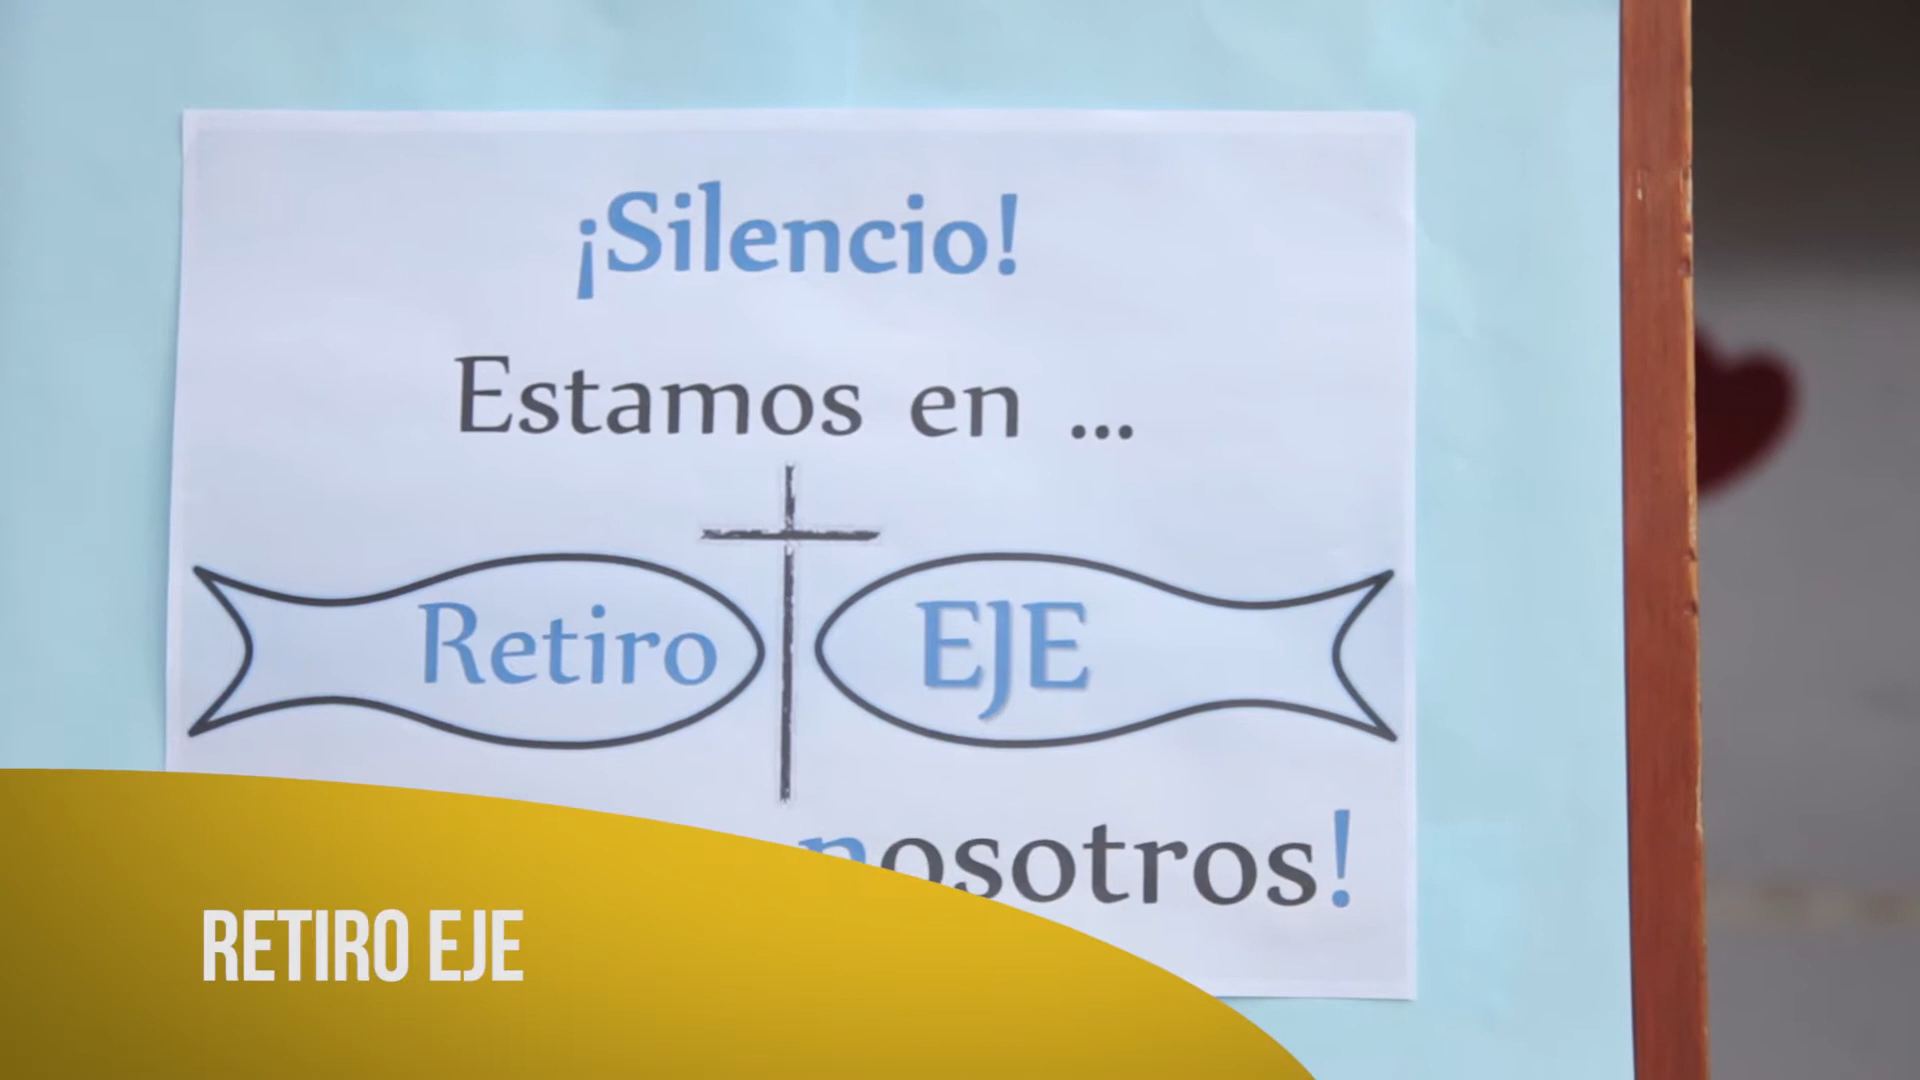 ¡Silencio!
Estamos en ...
Retiro EJE
nosotros!
RETIRO EJE